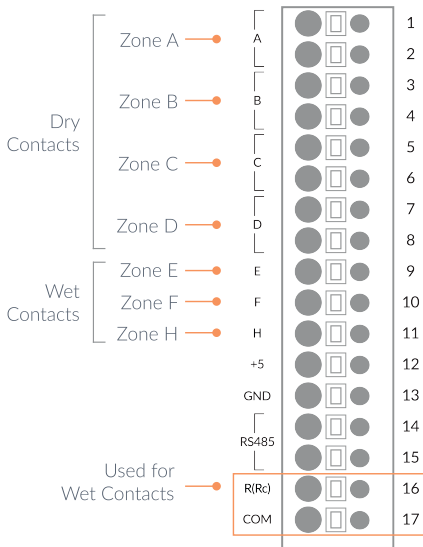 Zone A
A
1
2
Zone B
B
3
4
Dry
Contacts
Zone C
C
5
6
Zone D
D
7
8
Wet
Contacts
Zone E
E
9
Zone F
F
10
Zone H
H
11
+5
12
GND
13
RS485
14
15
Used for
Wet Contacts
R(Rc)
16
COM
17